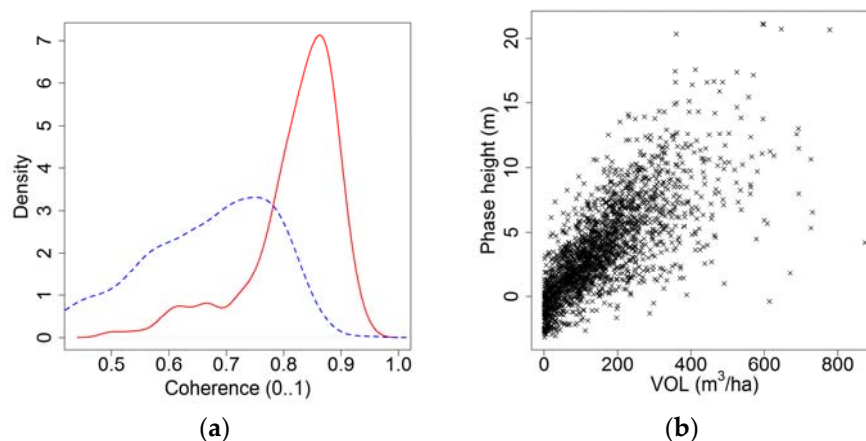 7
6
5
4
3
2
1
0
Density
0.5 0.6 0.7 0.8 0.9 1.0
Coherence (0..1)
(a)
20
15
10
5
0
Phase height (m)
0 200 400 600 800
VOL (m³/ha)
(b)